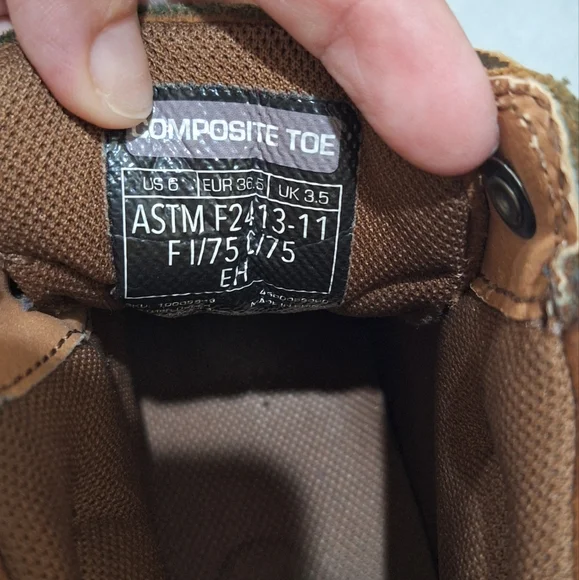 COMPOSITE TOE
US 6 EUR 36.5 UK 3.5
ASTM F2413-11
F I/75 C/75
EH